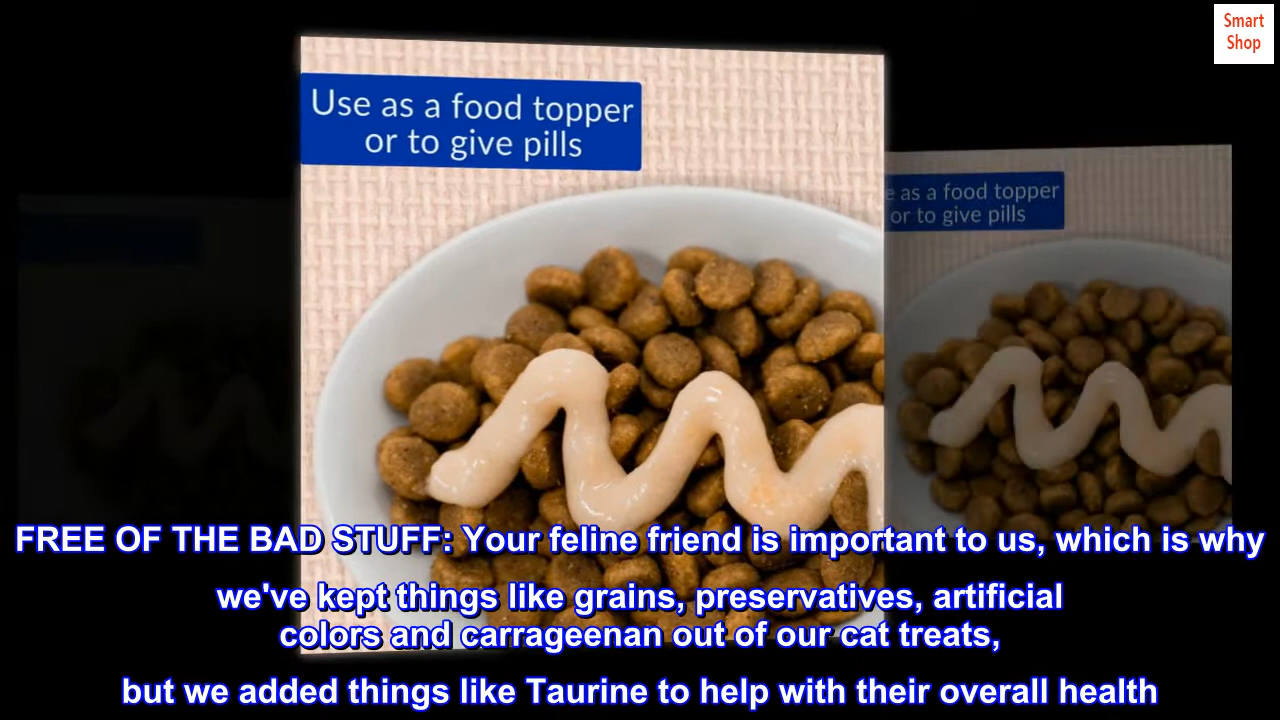 Smart
Shop
Use as a food topper
or to give pills
e as a food topper
or to give pills
FREE OF THE BAD STUFF: Your feline friend is important to us, which is why
we've kept things like grains, preservatives, artificial
colors and carrageenan out of our cat treats,
but we added things like Taurine to help with their overall health